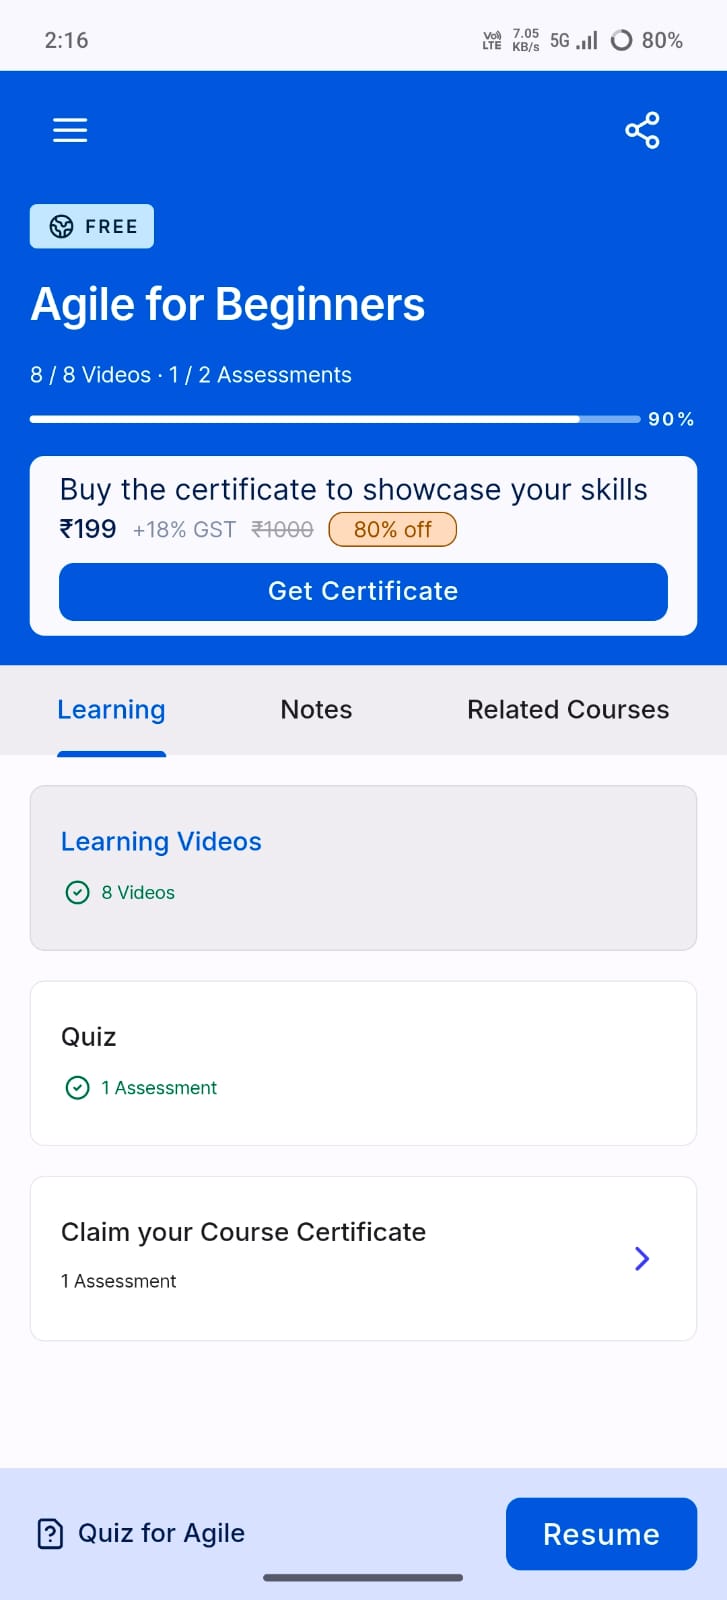 2:16 Vo) LTE 7.05 KB/s 5G 80%
FREE
Agile for Beginners
8 / 8 Videos · 1 / 2 Assessments
90%
Buy the certificate to showcase your skills
₹199 +18% GST ₹1000 80% off
Get Certificate
Learning Notes Related Courses
Learning Videos
8 Videos
Quiz
1 Assessment
Claim your Course Certificate
1 Assessment
Quiz for Agile Resume